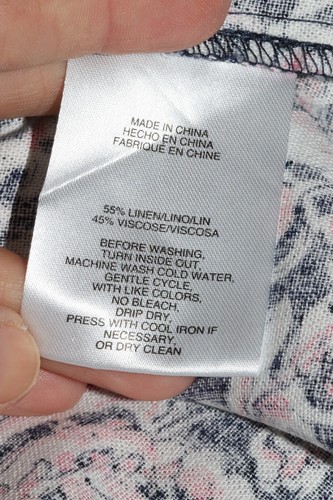 MADE IN CHINA
HECHO EN CHINA
FABRIQUÉ EN CHINE
55% LINEN/LINO/LIN
45% VISCOSE/VISCOSA
BEFORE WASHING,
TURN INSIDE OUT
MACHINE WASH COLD WATER,
GENTLE CYCLE,
WITH LIKE COLORS,
NO BLEACH,
DRIP DRY,
PRESS WITH COOL IRON IF
NECESSARY.
OR DRY CLEAN